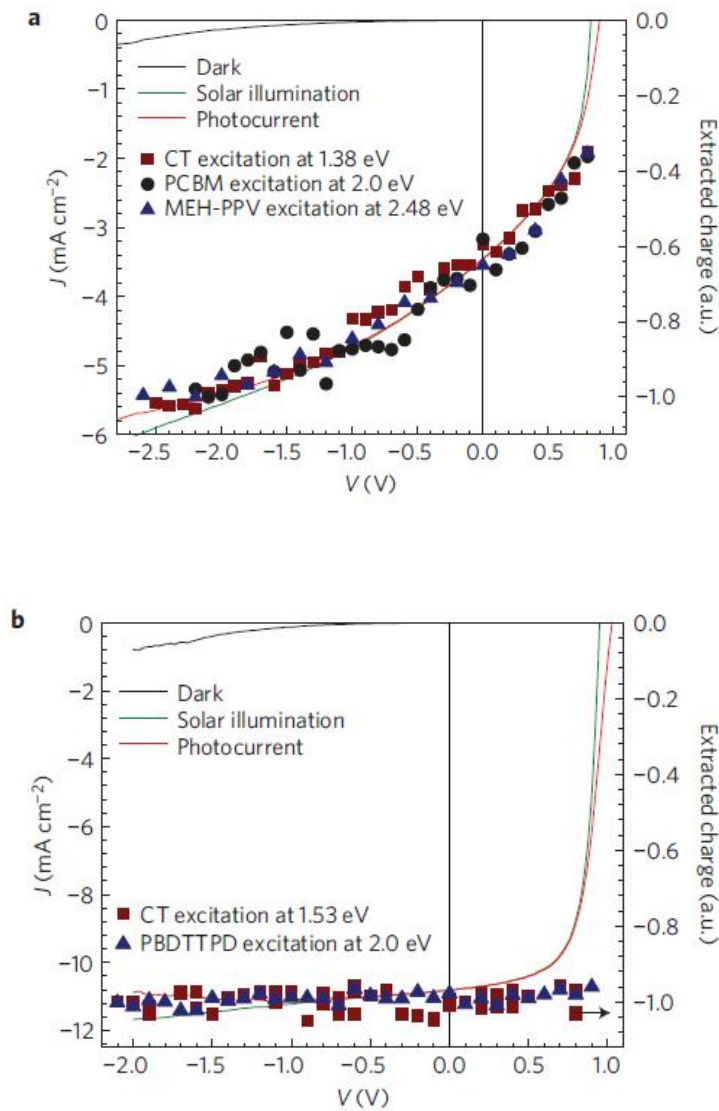 a
0
−1
−2
−3
−4
−5
−6
J (mA cm−2)
Dark
Solar illumination
Photocurrent
CT excitation at 1.38 eV
PCBM excitation at 2.0 eV
MEH-PPV excitation at 2.48 eV
0.0
−0.2
−0.4
−0.6
−0.8
−1.0
Extracted charge (a.u.)
−2.5 −2.0 −1.5 −1.0 −0.5 0.0 0.5 1.0
V (V)
b
0
−2
−4
−6
−8
−10
−12
J (mA cm−2)
Dark
Solar illumination
Photocurrent
CT excitation at 1.53 eV
PBDTTPD excitation at 2.0 eV
0.0
−0.2
−0.4
−0.6
−0.8
−1.0
Extracted charge (a.u.)
−2.0 −1.5 −1.0 −0.5 0.0 0.5 1.0
V (V)